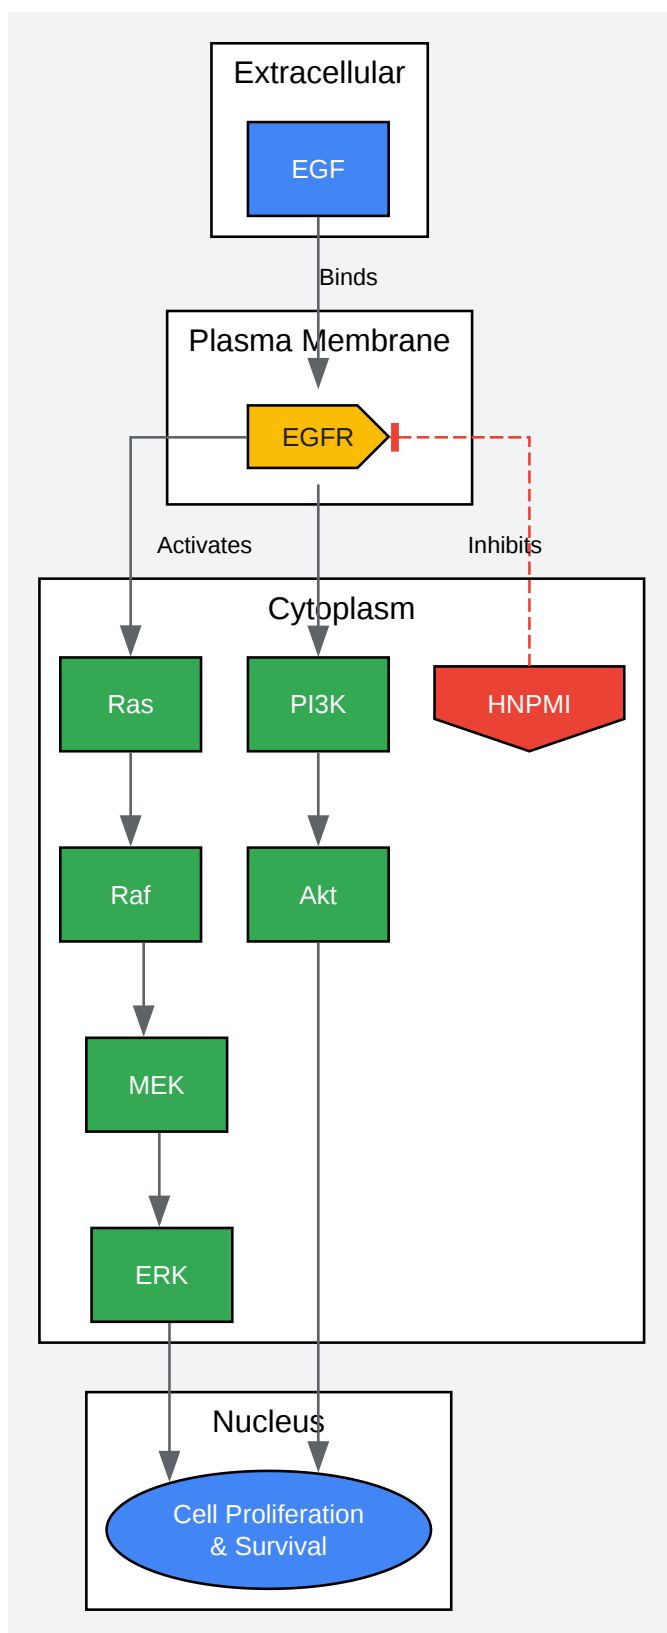 Extracellular
EGF
Binds
Plasma Membrane
EGFR
Activates
Inhibits
Cytoplasm
Ras
PI3K
HNPMI
Raf
Akt
MEK
ERK
Nucleus
Cell Proliferation
& Survival